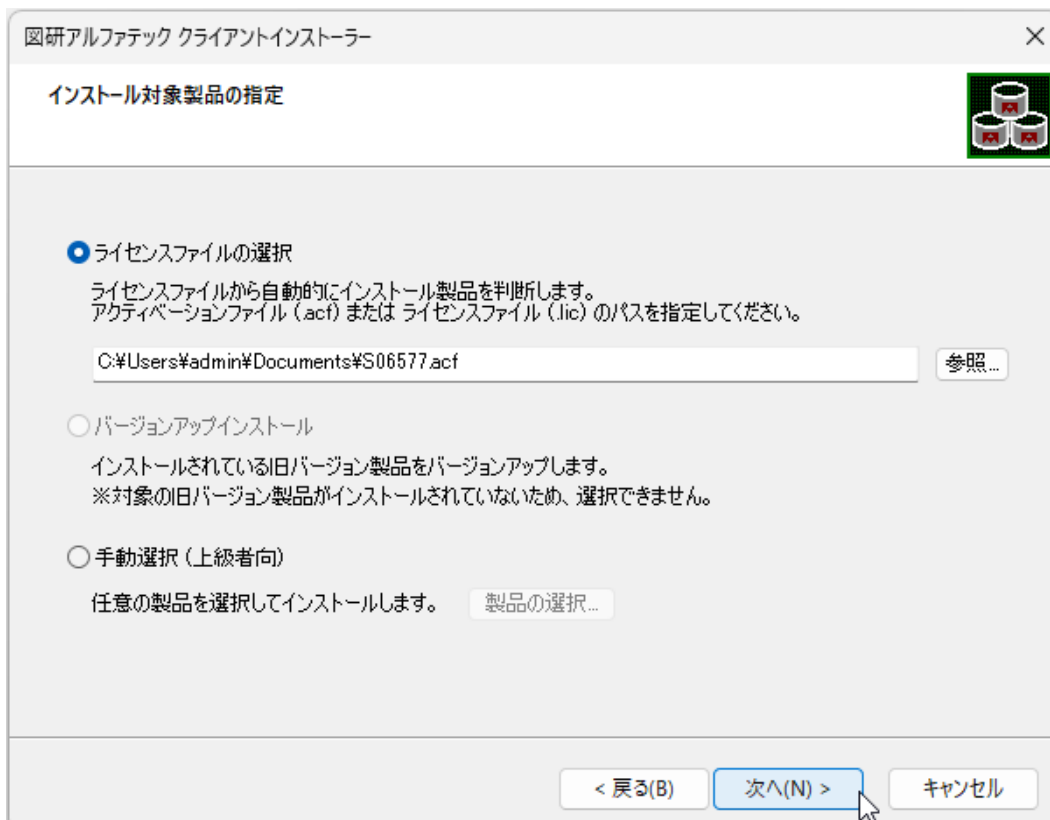 図研アルファテック クライアントインストーラー
インストール対象製品の指定
ライセンスファイルの選択
ライセンスファイルから自動的にインストール製品を判断します。
アクティベーションファイル (.acf) または ライセンスファイル (.lic) のパスを指定してください。
C:¥Users¥admin¥Documents¥S06577.acf
参照...
バージョンアップインストール
インストールされている旧バージョン製品をバージョンアップします。
※対象の旧バージョン製品がインストールされていないため、選択できません。
手動選択 (上級者向)
任意の製品を選択してインストールします。
製品の選択...
< 戻る(B)
次へ(N) >
キャンセル